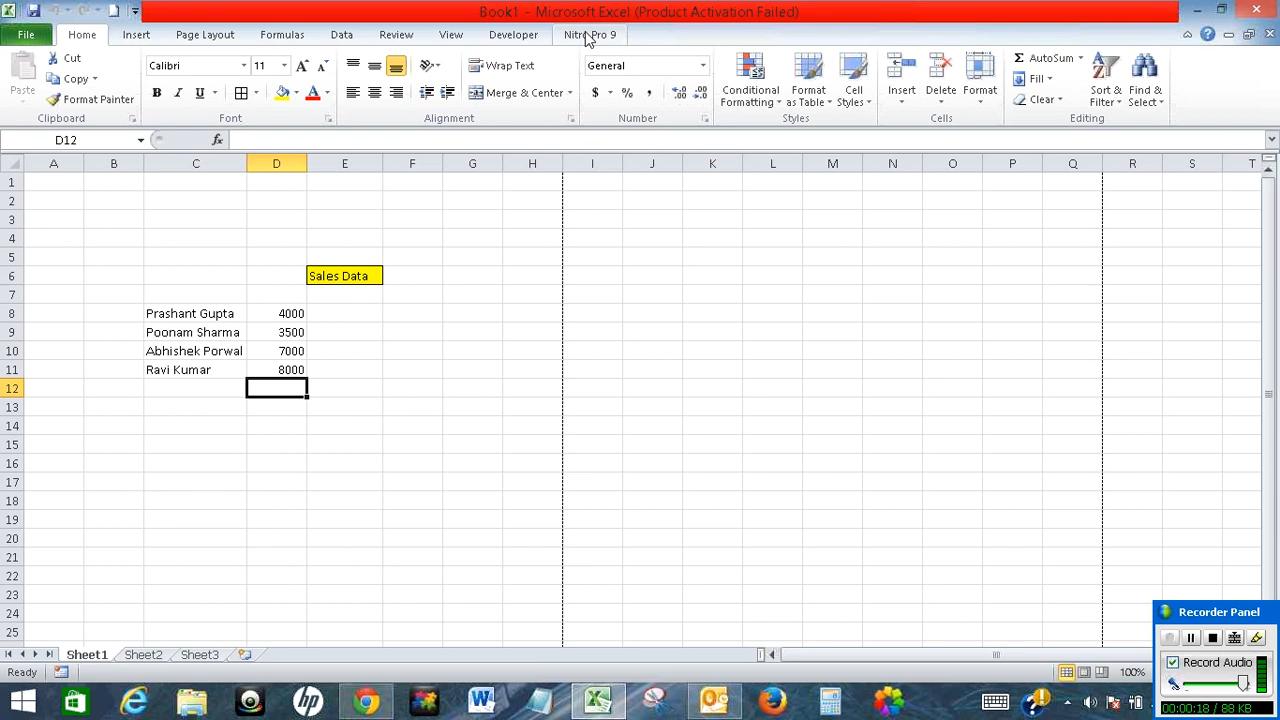 Book1 - Microsoft Excel (Product Activation Failed)
File Home Insert Page Layout Formulas Data Review View Developer Nitro Pro 9
Paste
Cut
Copy
Format Painter
Clipboard
Calibri 11
B I U A
Font
Wrap Text
Merge & Center
Alignment
General
$ % ,
Number
Conditional Formatting
Format as Table
Cell Styles
Styles
Insert
Delete
Format
Cells
Σ AutoSum
Fill
Clear
Sort & Filter
Find & Select
Editing
D12 fx
A B C D E F G H I J K L M N O P Q R S T
1
2
3
4
5
6 Sales Data
7
8 Prashant Gupta 4000
9 Poonam Sharma 3500
10 Abhishek Porwal 7000
11 Ravi Kumar 8000
12
13
14
15
16
17
18
19
20
21
22
23
24
25
Sheet1 Sheet2 Sheet3
Ready 100%
Recorder Panel
Record Audio
00:00:18 / 88 KB